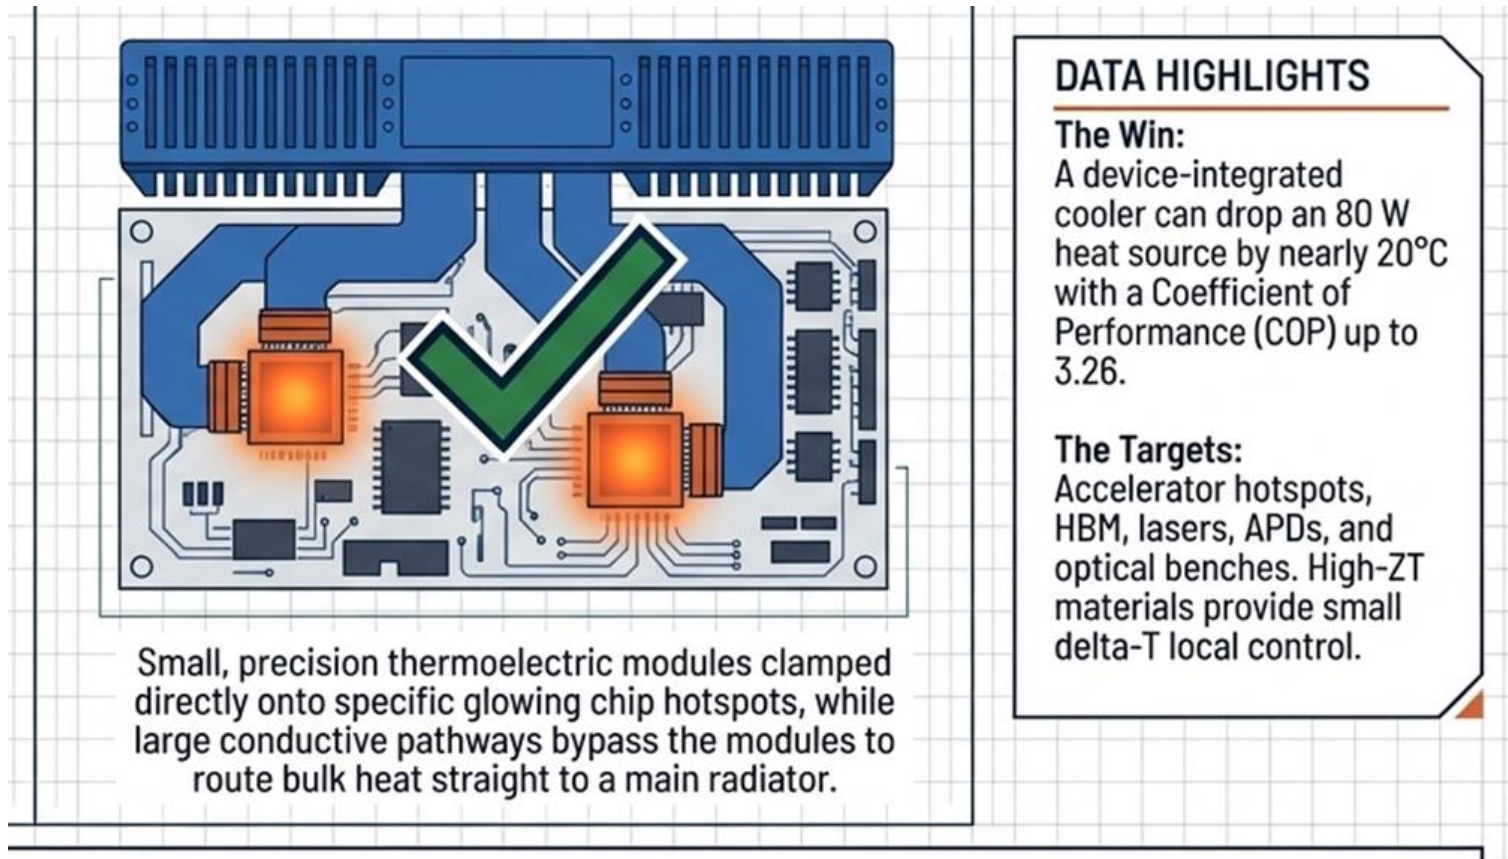 DATA HIGHLIGHTS
The Win:
A device-integrated
cooler can drop an 80 W
heat source by nearly 20°C
with a Coefficient of
Performance (COP) up to
3.26.
The Targets:
Accelerator hotspots,
HBM, lasers, APDs, and
optical benches. High-ZT
materials provide small
delta-T local control.
Small, precision thermoelectric modules clamped
directly onto specific glowing chip hotspots, while
large conductive pathways bypass the modules to
route bulk heat straight to a main radiator.